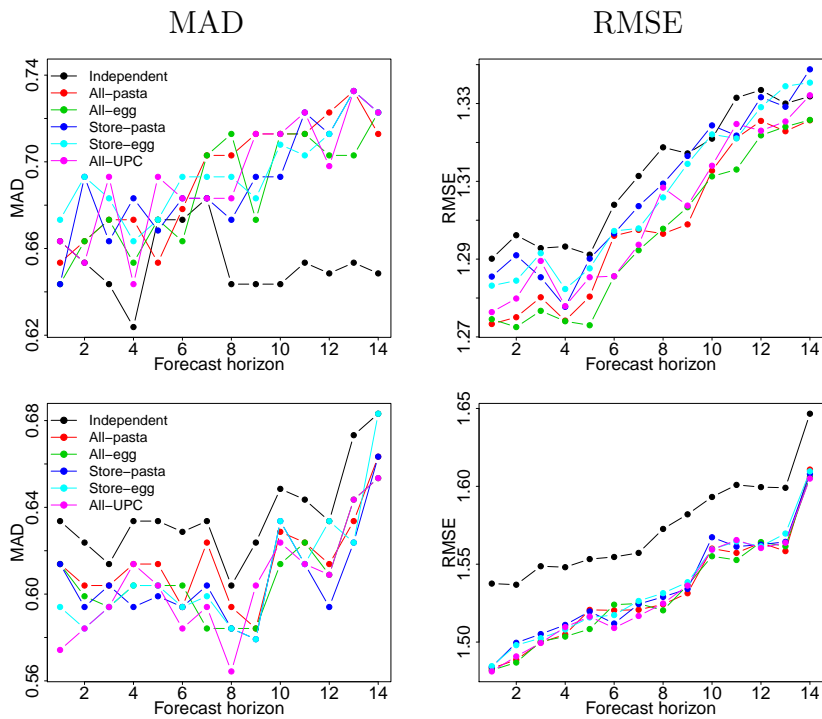 MAD RMSE
0.74
0.70
0.66
0.62
MAD
Independent
All−pasta
All−egg
Store−pasta
Store−egg
All−UPC
2 4 6 8 10 12 14
Forecast horizon
1.33
1.31
1.29
1.27
RMSE
2 4 6 8 10 12 14
Forecast horizon
0.68
0.64
0.60
0.56
MAD
Independent
All−pasta
All−egg
Store−pasta
Store−egg
All−UPC
2 4 6 8 10 12 14
Forecast horizon
1.65
1.60
1.55
1.50
RMSE
2 4 6 8 10 12 14
Forecast horizon